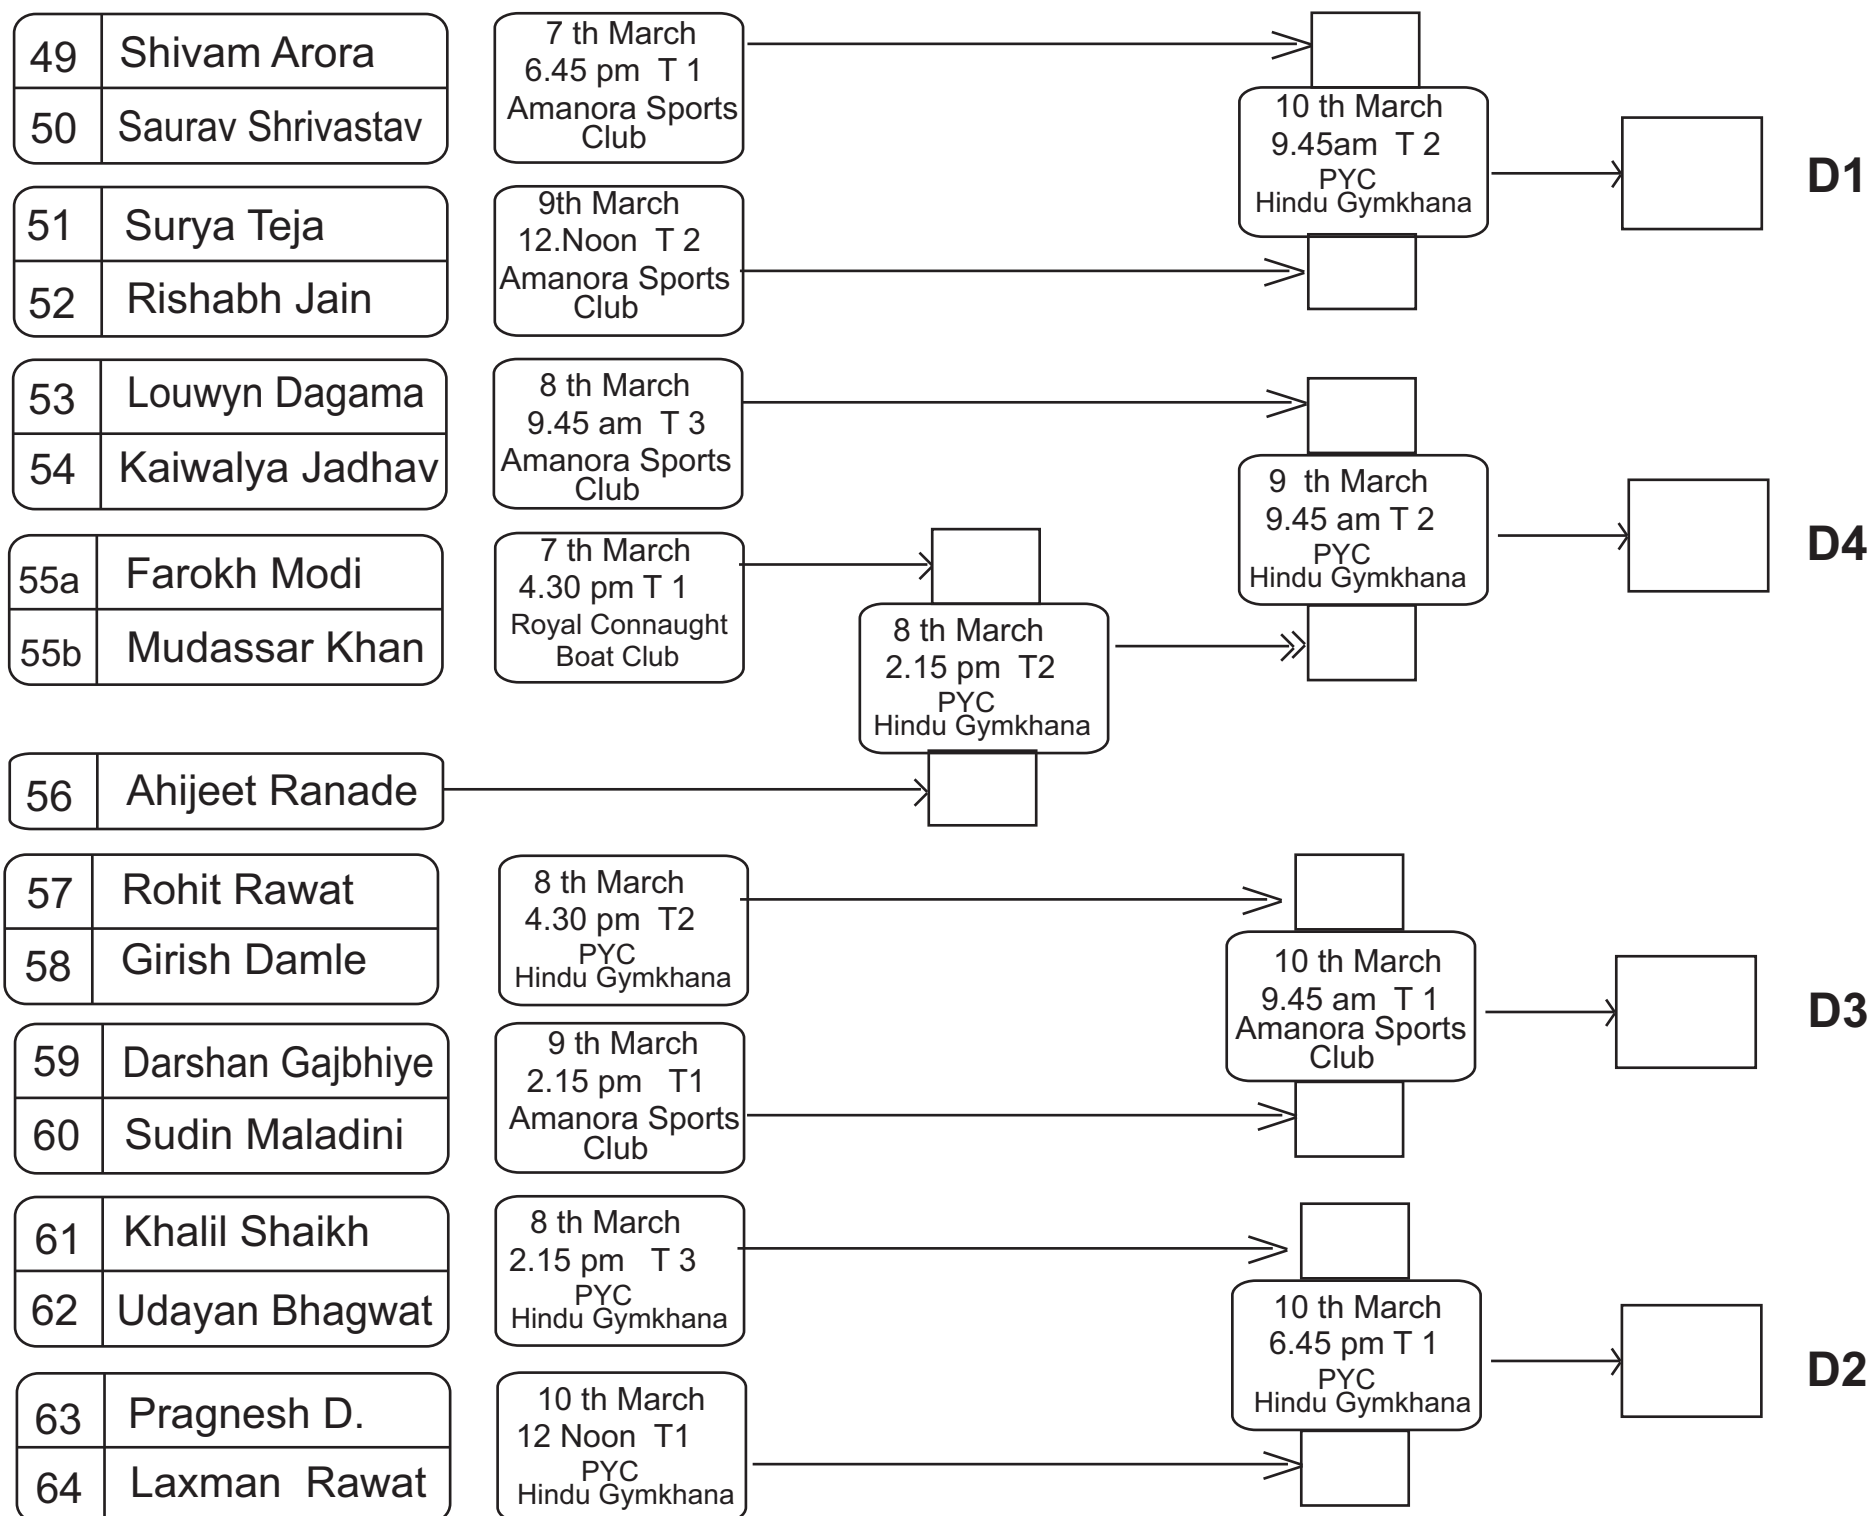 49 Shivam Arora
50 Saurav Shrivastav
7 th March
6.45 pm T 1
Amanora Sports
Club
10 th March
9.45am T 2
PYC
Hindu Gymkhana
D1
51 Surya Teja
52 Rishabh Jain
9th March
12.Noon T 2
Amanora Sports
Club
53 Louwyn Dagama
54 Kaiwalya Jadhav
8 th March
9.45 am T 3
Amanora Sports
Club
9 th March
9.45 am T 2
PYC
Hindu Gymkhana
D4
55a Farokh Modi
55b Mudassar Khan
7 th March
4.30 pm T 1
Royal Connaught
Boat Club
8 th March
2.15 pm T2
PYC
Hindu Gymkhana
56 Ahijeet Ranade
57 Rohit Rawat
58 Girish Damle
8 th March
4.30 pm T2
PYC
Hindu Gymkhana
10 th March
9.45 am T 1
Amanora Sports
Club
D3
59 Darshan Gajbhiye
60 Sudin Maladini
9 th March
2.15 pm T1
Amanora Sports
Club
61 Khalil Shaikh
62 Udayan Bhagwat
8 th March
2.15 pm T 3
PYC
Hindu Gymkhana
10 th March
6.45 pm T 1
PYC
Hindu Gymkhana
D2
63 Pragnesh D.
64 Laxman Rawat
10 th March
12 Noon T1
PYC
Hindu Gymkhana